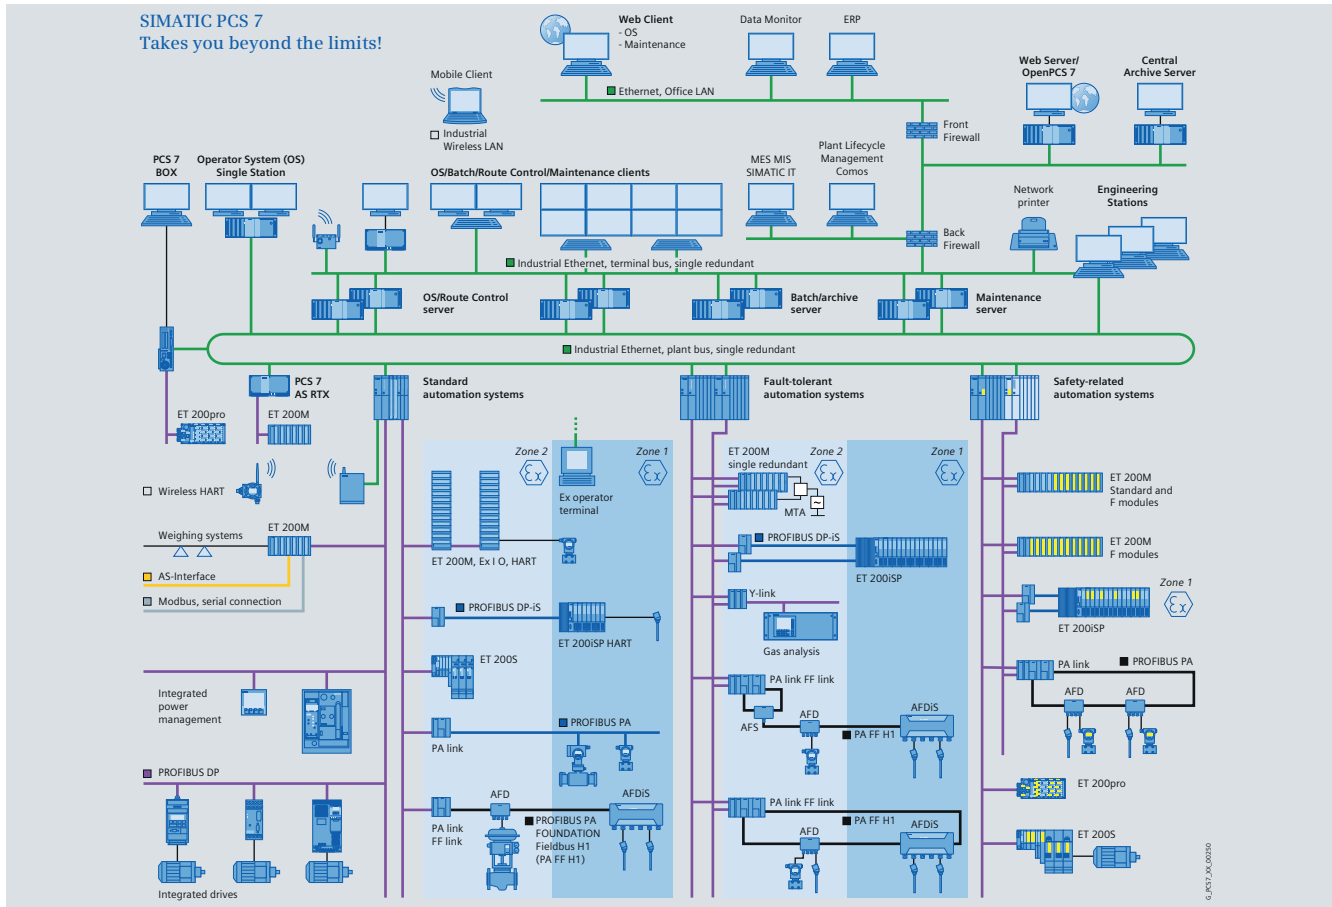 SIMATIC PCS 7
Takes you beyond the limits!
Web Client
- OS
- Maintenance
Data Monitor
ERP
Mobile Client
Industrial
Wireless LAN
Ethernet, Office LAN
Web Server/
OpenPCS 7
Central
Archive Server
Front
Firewall
PCS 7
BOX
Operator System (OS)
Single Station
OS/Batch/Route Control/Maintenance clients
MES MIS
SIMATIC IT
Plant Lifecycle
Management
Comos
Network
printer
Engineering
Stations
Back
Firewall
Industrial Ethernet, terminal bus, single redundant
OS/Route Control
server
Batch/archive
server
Maintenance
server
Industrial Ethernet, plant bus, single redundant
PCS 7
AS RTX
Standard
automation systems
Fault-tolerant
automation systems
Safety-related
automation systems
ET 200pro
ET 200M
Wireless HART
Weighing systems
ET 200M
AS-Interface
Modbus, serial connection
Integrated
power
management
PROFIBUS DP
Integrated drives
Zone 2
εx
Zone 1
εx
Ex operator
terminal
ET 200M, Ex I O, HART
PROFIBUS DP-iS
ET 200iSP HART
ET 200S
PROFIBUS PA
PA link
AFD
AFDiS
PA link
FF link
PROFIBUS PA
FOUNDATION
Fieldbus H1
(PA FF H1)
ET 200M
single redundant
Zone 2
εx
Zone 1
εx
MTA
PROFIBUS DP-iS
ET 200iSP
Y-link
Gas analysis
PA link FF link
AFS
AFD
AFDiS
PA FF H1
PA link FF link
PA FF H1
AFD
AFDiS
ET 200M
Standard and
F modules
ET 200M
F modules
Zone 1
εx
ET 200iSP
PA link
PROFIBUS PA
AFD
AFD
ET 200pro
ET 200S
G_PCS7_XX_00250